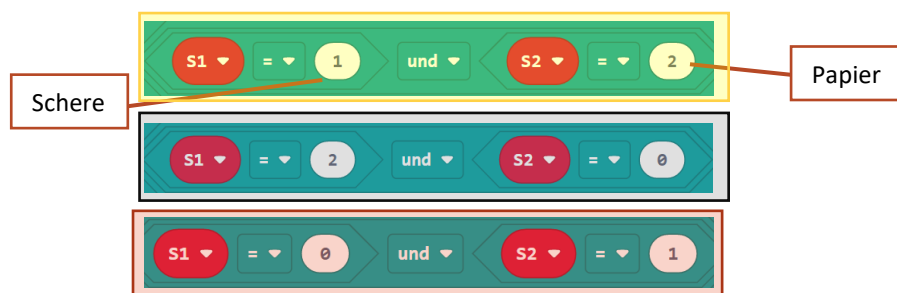 S1 = 1 und S2 = 2
Schere
Papier
S1 = 2 und S2 = 0
S1 = 0 und S2 = 1